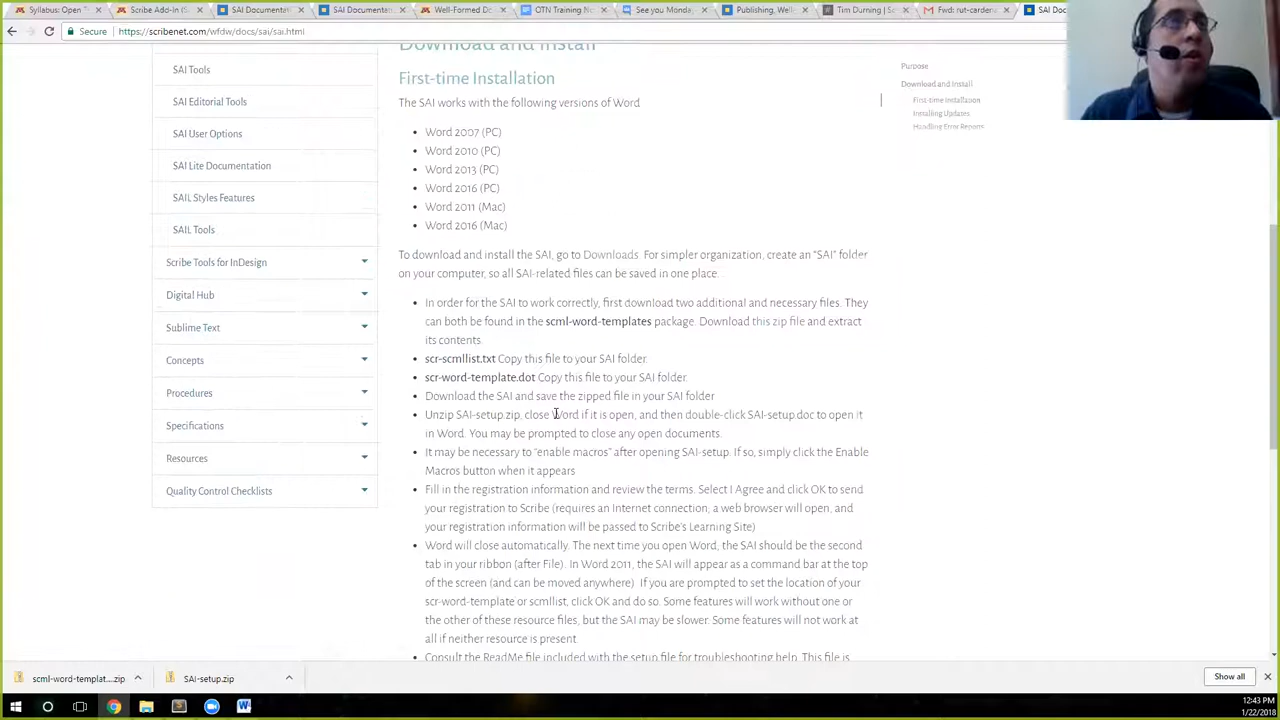 Syllabus: Open T
Scribe Add-In (S
SAI Documentat
SAI Documentat
Well-Formed Do
OTN Training No
See you Monday,
Publishing, Well
Tim Durning | S
Fwd: rut-carden
SAI Doc
Secure
https://scribenet.com/wfdw/docs/sai/sai.html
SAI Tools
SAI Editorial Tools
SAI User Options
SAI Lite Documentation
SAIL Styles Features
SAIL Tools
Scribe Tools for InDesign
Digital Hub
Sublime Text
Concepts
Procedures
Specifications
Resources
Quality Control Checklists
Download and Install
First-time Installation
The SAI works with the following versions of Word
• Word 2007 (PC)
• Word 2010 (PC)
• Word 2013 (PC)
• Word 2016 (PC)
• Word 2011 (Mac)
• Word 2016 (Mac)
To download and install the SAI, go to Downloads. For simpler organization, create an "SAI" folder
on your computer, so all SAI-related files can be saved in one place.
• In order for the SAI to work correctly, first download two additional and necessary files. They
can both be found in the scml-word-templates package. Download this zip file and extract
its contents.
• scr-scmllist.txt Copy this file to your SAI folder.
• scr-word-template.dot Copy this file to your SAI folder.
• Download the SAI and save the zipped file in your SAI folder
• Unzip SAI-setup.zip, close Word if it is open, and then double-click SAI-setup.doc to open it
in Word. You may be prompted to close any open documents.
• It may be necessary to "enable macros" after opening SAI-setup. If so, simply click the Enable
Macros button when it appears
• Fill in the registration information and review the terms. Select I Agree and click OK to send
your registration to Scribe (requires an Internet connection; a web browser will open, and
your registration information will be passed to Scribe's Learning Site)
• Word will close automatically. The next time you open Word, the SAI should be the second
tab in your ribbon (after File). In Word 2011, the SAI will appear as a command bar at the top
of the screen (and can be moved anywhere). If you are prompted to set the location of your
scr-word-template or scmllist, click OK and do so. Some features will work without one or
the other of these resource files, but the SAI may be slower. Some features will not work at
all if neither resource is present.
• Consult the ReadMe file included with the setup file for troubleshooting help. This file is
Purpose
Download and Install
First-time Installation
Installing Updates
Handling Error Reports
scml-word-templat....zip
SAI-setup.zip
Show all
12:43 PM
1/22/2018